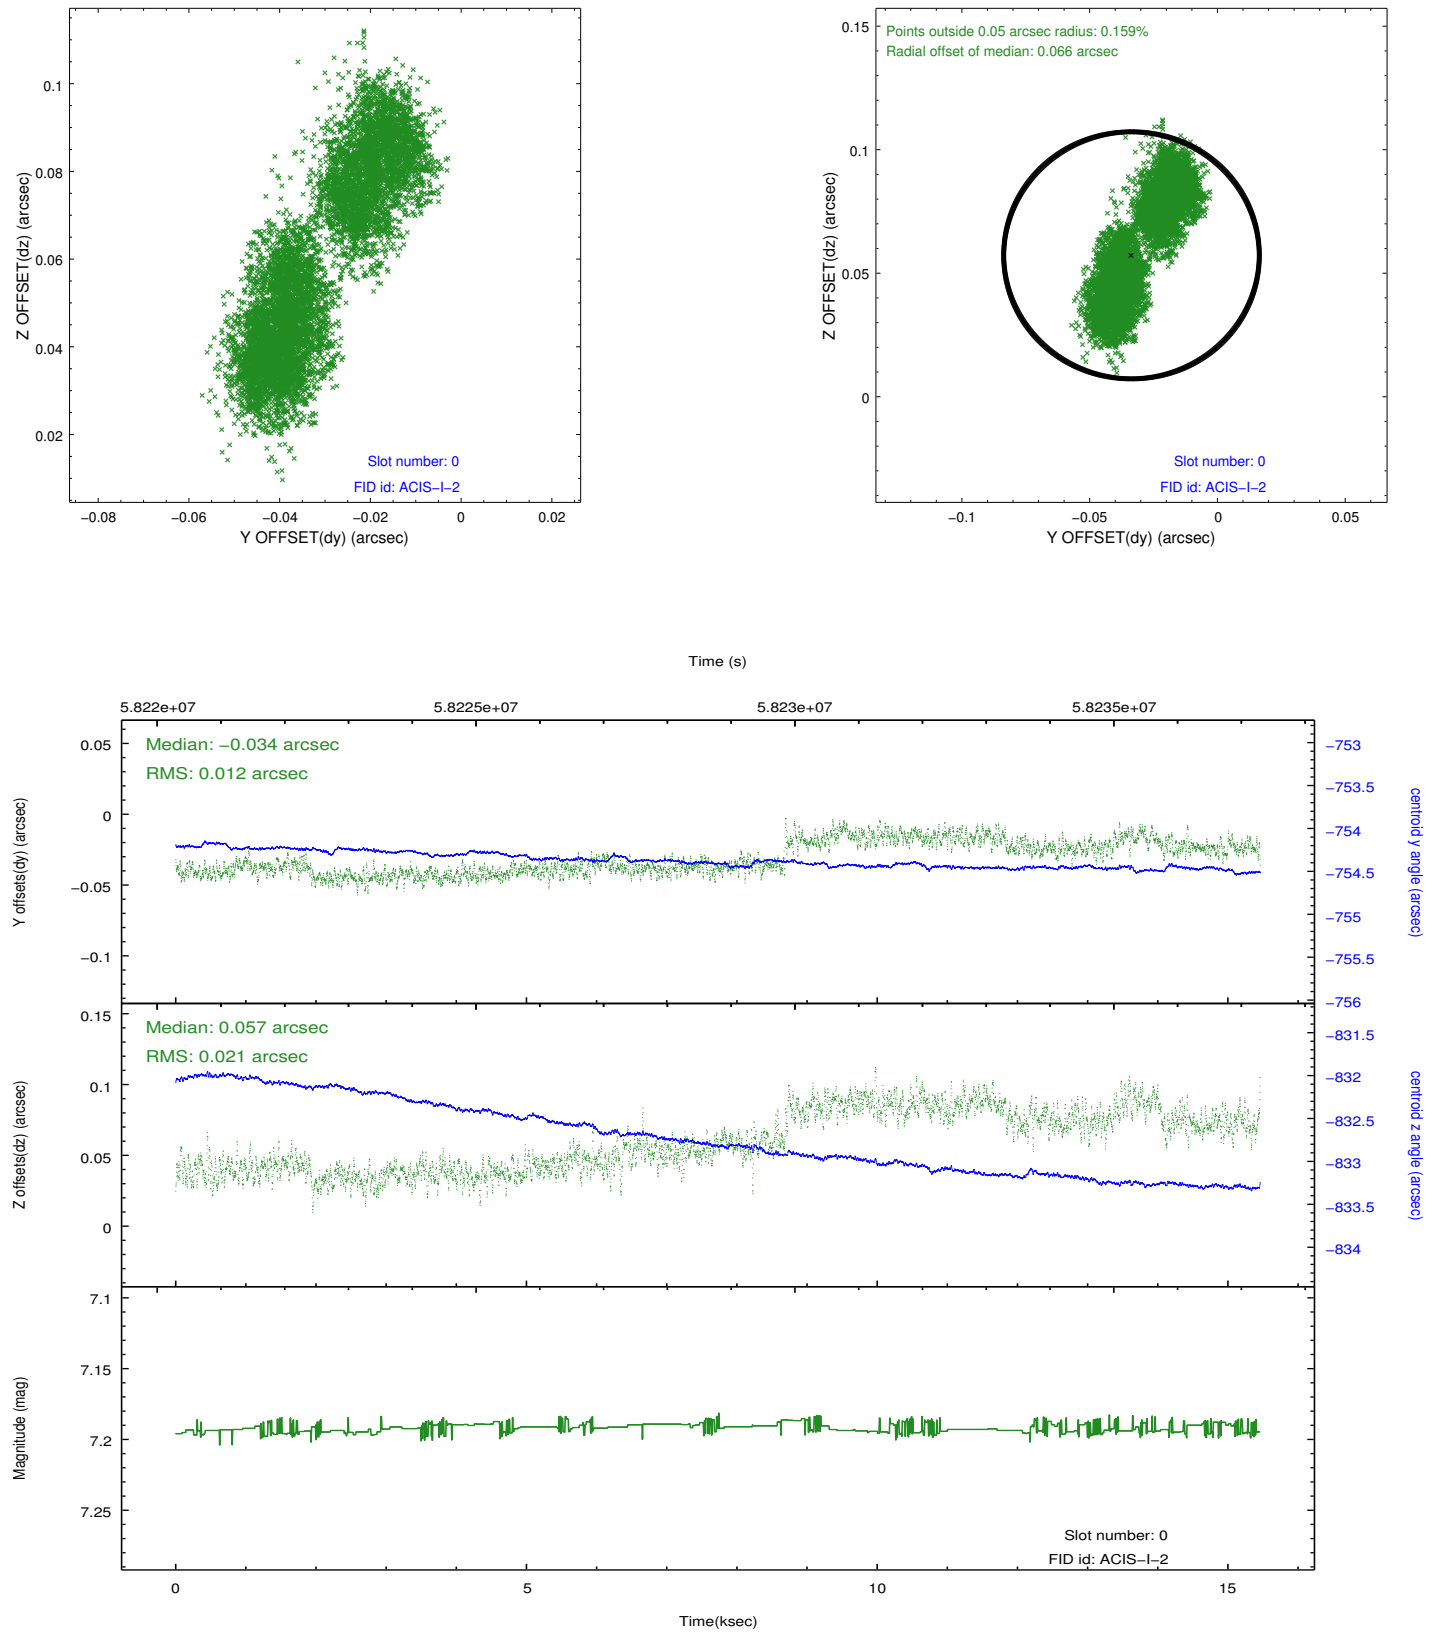 0.1
0.08
0.06
0.04
0.02
Z OFFSET(dz) (arcsec)
Slot number: 0
FID id: ACIS−I−2
−0.08 −0.06 −0.04 −0.02 0 0.02
Y OFFSET(dy) (arcsec)
Points outside 0.05 arcsec radius: 0.159%
Radial offset of median: 0.066 arcsec
0.15
0.1
0.05
0
Z OFFSET(dz) (arcsec)
Slot number: 0
FID id: ACIS−I−2
−0.1 −0.05 0 0.05
Y OFFSET(dy) (arcsec)
Time (s)
5.822e+07 5.8225e+07 5.823e+07 5.8235e+07
Median: −0.034 arcsec
RMS: 0.012 arcsec
0.05
0
−0.05
−0.1
Y offsets(dy) (arcsec)
−753
−753.5
−754
−754.5
−755
−755.5
−756
centroid y angle (arcsec)
Median: 0.057 arcsec
RMS: 0.021 arcsec
0.15
0.1
0.05
0
Z offsets(dz) (arcsec)
−831.5
−832
−832.5
−833
−833.5
−834
centroid z angle (arcsec)
7.1
7.15
7.2
7.25
Magnitude (mag)
Slot number: 0
FID id: ACIS−I−2
0 5 10 15
Time(ksec)